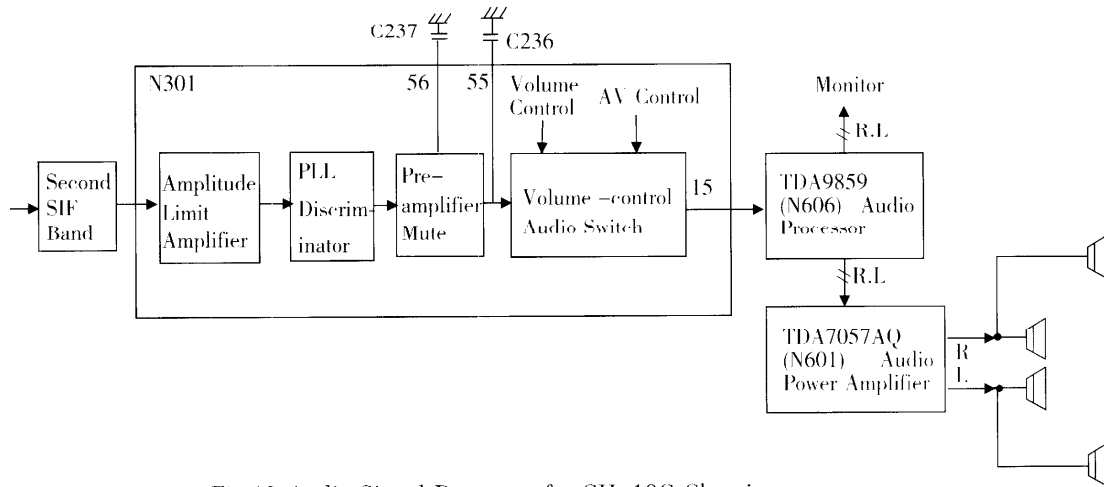 C237
C236
N301
56
55
Volume
Control
AV Control
Monitor
R.L
Second
SIF
Band
Amplitude
Limit
Amplifier
PLL
Discrim-
inator
Pre-
amplifier
Mute
Volume -control
Audio Switch
15
TDA9859
(N606) Audio
Processor
R.L
TDA7057AQ
(N601) Audio
Power Amplifier
R
L